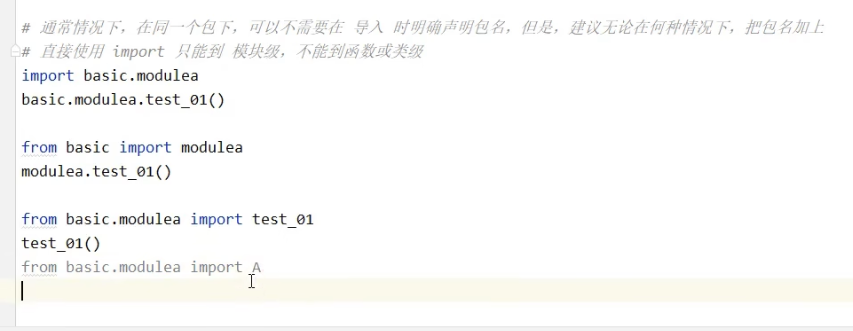 # 通常情况下，在同一个包下，可以不需要在 导入 时明确声明包名，但是，建议无论在何种情况下，把包名加上
# 直接使用 import 只能到 模块级，不能到函数或类级
import basic.modulea
basic.modulea.test_01()
from basic import modulea
modulea.test_01()
from basic.modulea import test_01
test_01()
from basic.modulea import A